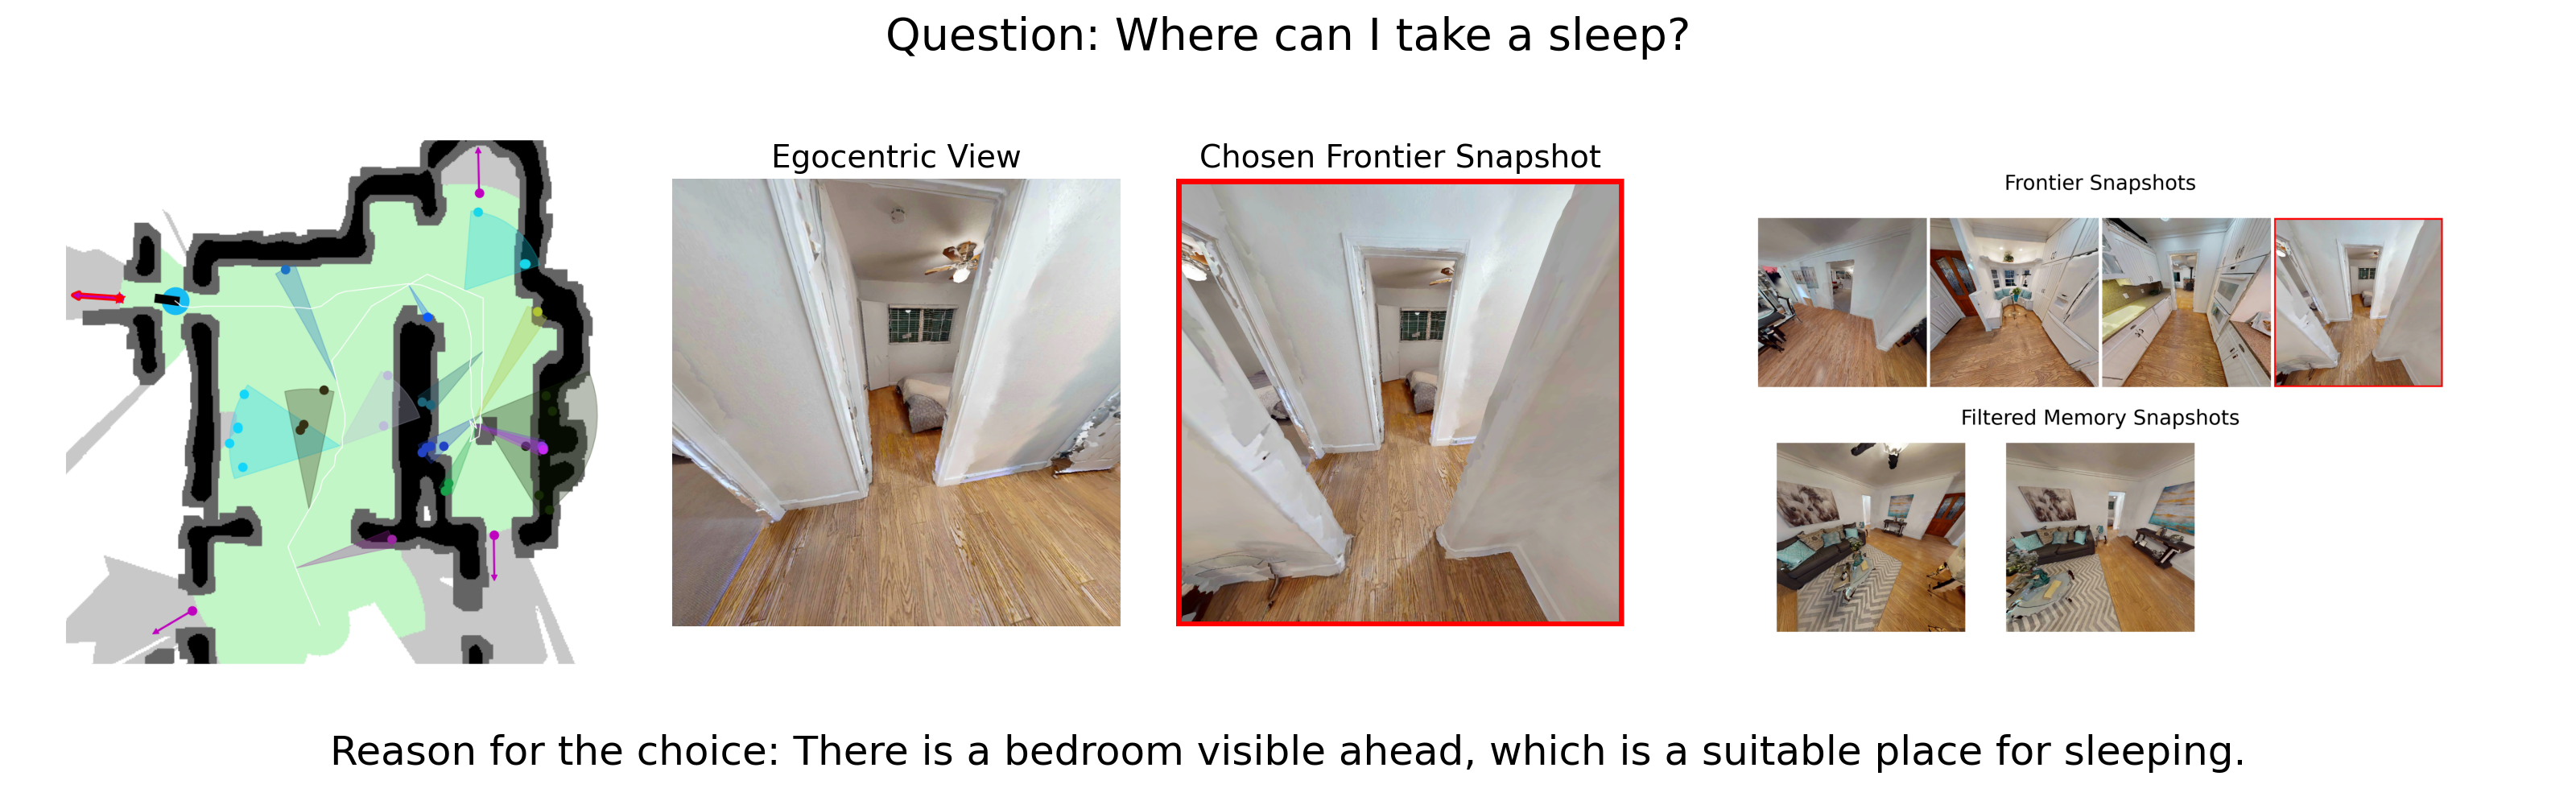 Question: Where can I take a sleep?
Egocentric View
Chosen Frontier Snapshot
Frontier Snapshots
Filtered Memory Snapshots
Reason for the choice: There is a bedroom visible ahead, which is a suitable place for sleeping.